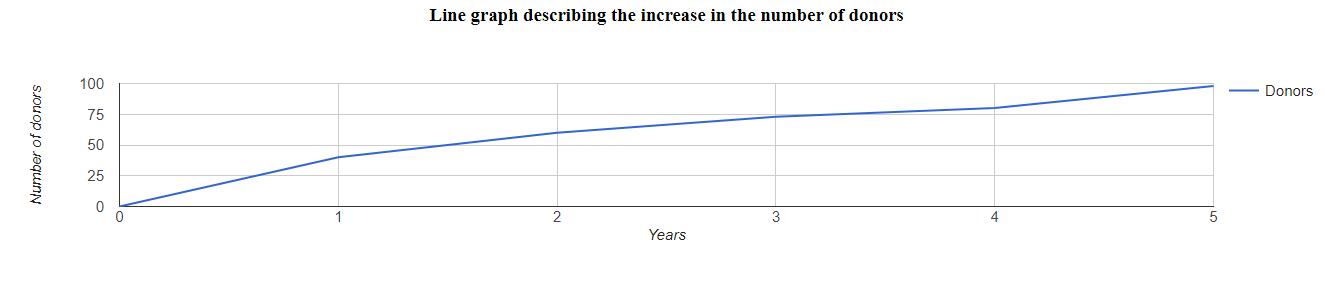 Line graph describing the increase in the number of donors
Number of donors
100
75
50
25
0
0 1 2 3 4 5
Years
Donors